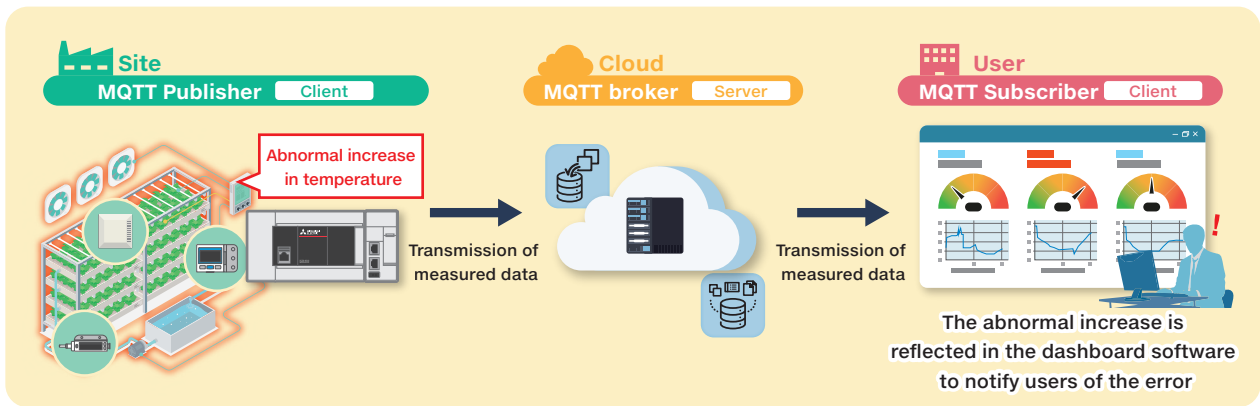 Site
MQTT Publisher Client
Abnormal increase
in temperature
Transmission of
measured data
Cloud
MQTT broker Server
Transmission of
measured data
User
MQTT Subscriber Client
!
The abnormal increase is
reflected in the dashboard software
to notify users of the error